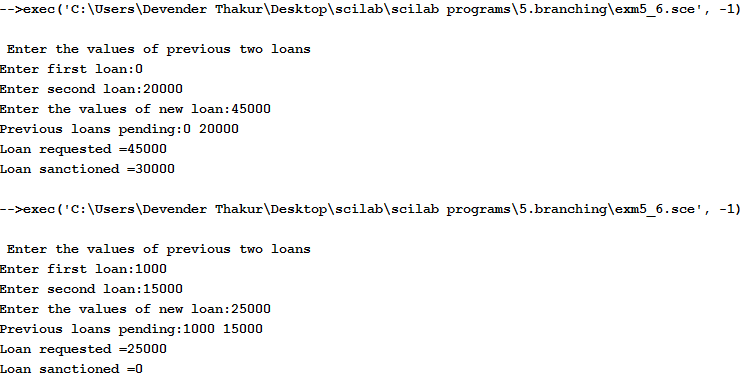 -->exec('C:\Users\Devender Thakur\Desktop\scilab\scilab programs\5.branching\exm5_6.sce', -1)
Enter the values of previous two loans
Enter first loan:0
Enter second loan:20000
Enter the values of new loan:45000
Previous loans pending:0 20000
Loan requested =45000
Loan sanctioned =30000
-->exec('C:\Users\Devender Thakur\Desktop\scilab\scilab programs\5.branching\exm5_6.sce', -1)
Enter the values of previous two loans
Enter first loan:1000
Enter second loan:15000
Enter the values of new loan:25000
Previous loans pending:1000 15000
Loan requested =25000
Loan sanctioned =0